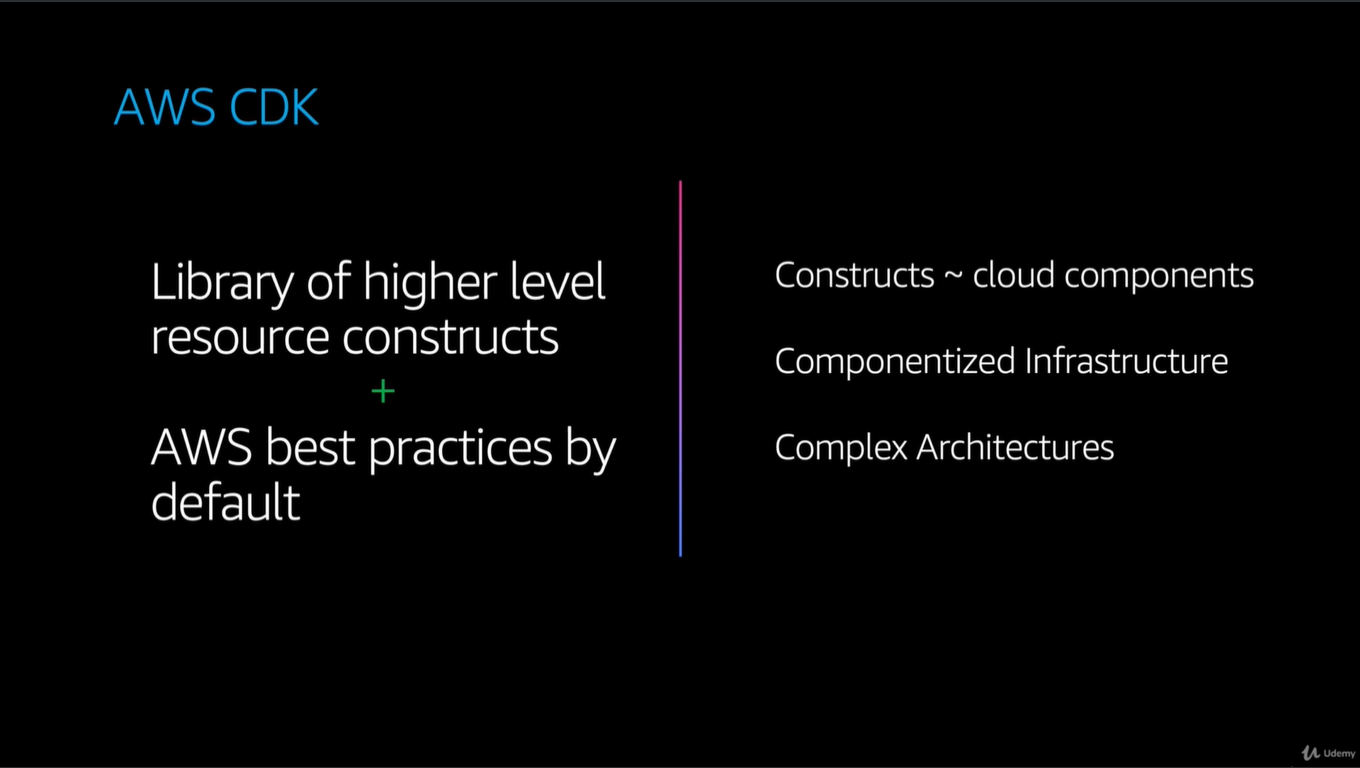 AWS CDK
Library of higher level
resource constructs
+
AWS best practices by
default
Constructs ~ cloud components
Componentized Infrastructure
Complex Architectures
Udemy